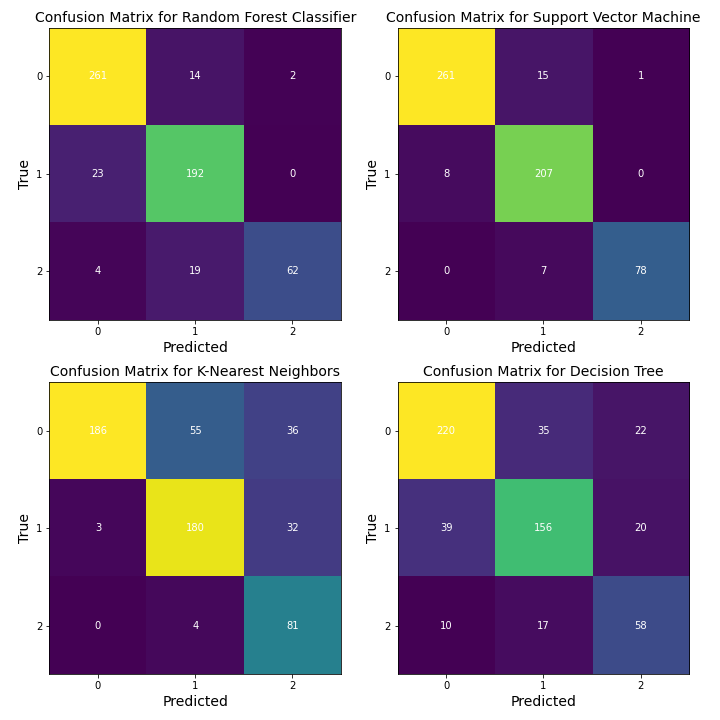 Confusion Matrix for Random Forest Classifier
0 261 14 2
True
1 23 192 0
2 4 19 62
0 1 2
Predicted
Confusion Matrix for Support Vector Machine
0 261 15 1
True
1 8 207 0
2 0 7 78
0 1 2
Predicted
Confusion Matrix for K-Nearest Neighbors
0 186 55 36
True
1 3 180 32
2 0 4 81
0 1 2
Predicted
Confusion Matrix for Decision Tree
0 220 35 22
True
1 39 156 20
2 10 17 58
0 1 2
Predicted